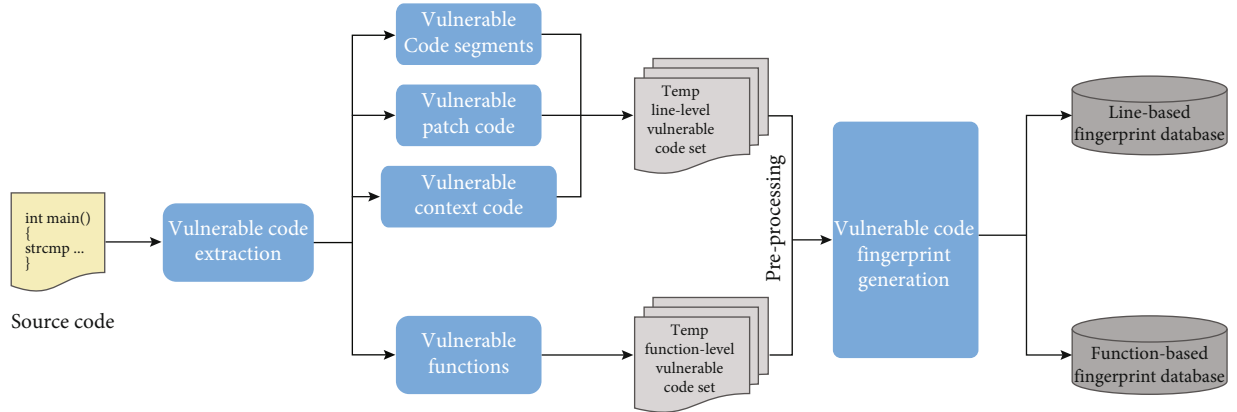 int main()
{
strcmp ...
}
Source code
Vulnerable code
extraction
Vulnerable
Code segments
Vulnerable
patch code
Vulnerable
context code
Vulnerable
functions
Temp
line-level
vulnerable
code set
Temp
function-level
vulnerable
code set
Pre-processing
Vulnerable code
fingerprint
generation
Line-based
fingerprint database
Function-based
fingerprint database